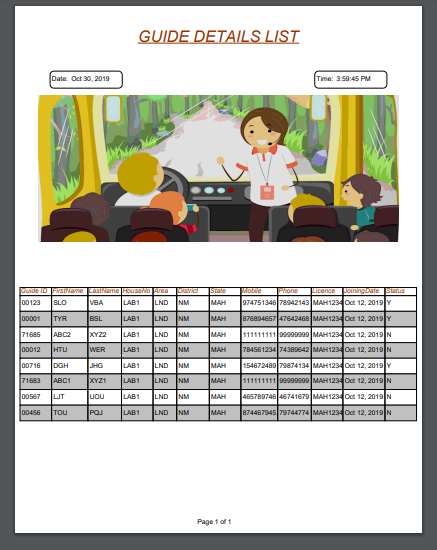 GUIDE DETAILS LIST
Date: Oct 30, 2019 Time: 3:59:45 PM
Guide ID FirstName LastName HouseNo Area District State Mobile Phone Licence JoiningDate Status
00123 SLO VBA LAB1 LND NM MAH 974751346 78942143 MAH1234 Oct 12, 2019 Y
00001 TYR BSL LAB1 LND NM MAH 876894657 47642468 MAH1234 Oct 12, 2019 Y
71685 ABC2 XYZ2 LAB1 LND NM MAH 111111111 99999999 MAH1234 Oct 12, 2019 N
00012 HTU WER LAB1 LND NM MAH 784561234 74389642 MAH1234 Oct 12, 2019 N
00716 DGH JHG LAB1 LND NM MAH 154672489 79874134 MAH1234 Oct 12, 2019 Y
71683 ABC1 XYZ1 LAB1 LND NM MAH 111111111 99999999 MAH1234 Oct 12, 2019 N
00567 LJT UOU LAB1 LND NM MAH 465789746 46741679 MAH1234 Oct 12, 2019 N
00456 TOU PQJ LAB1 LND NM MAH 874467945 79744774 MAH1234 Oct 12, 2019 N
Page 1 of 1